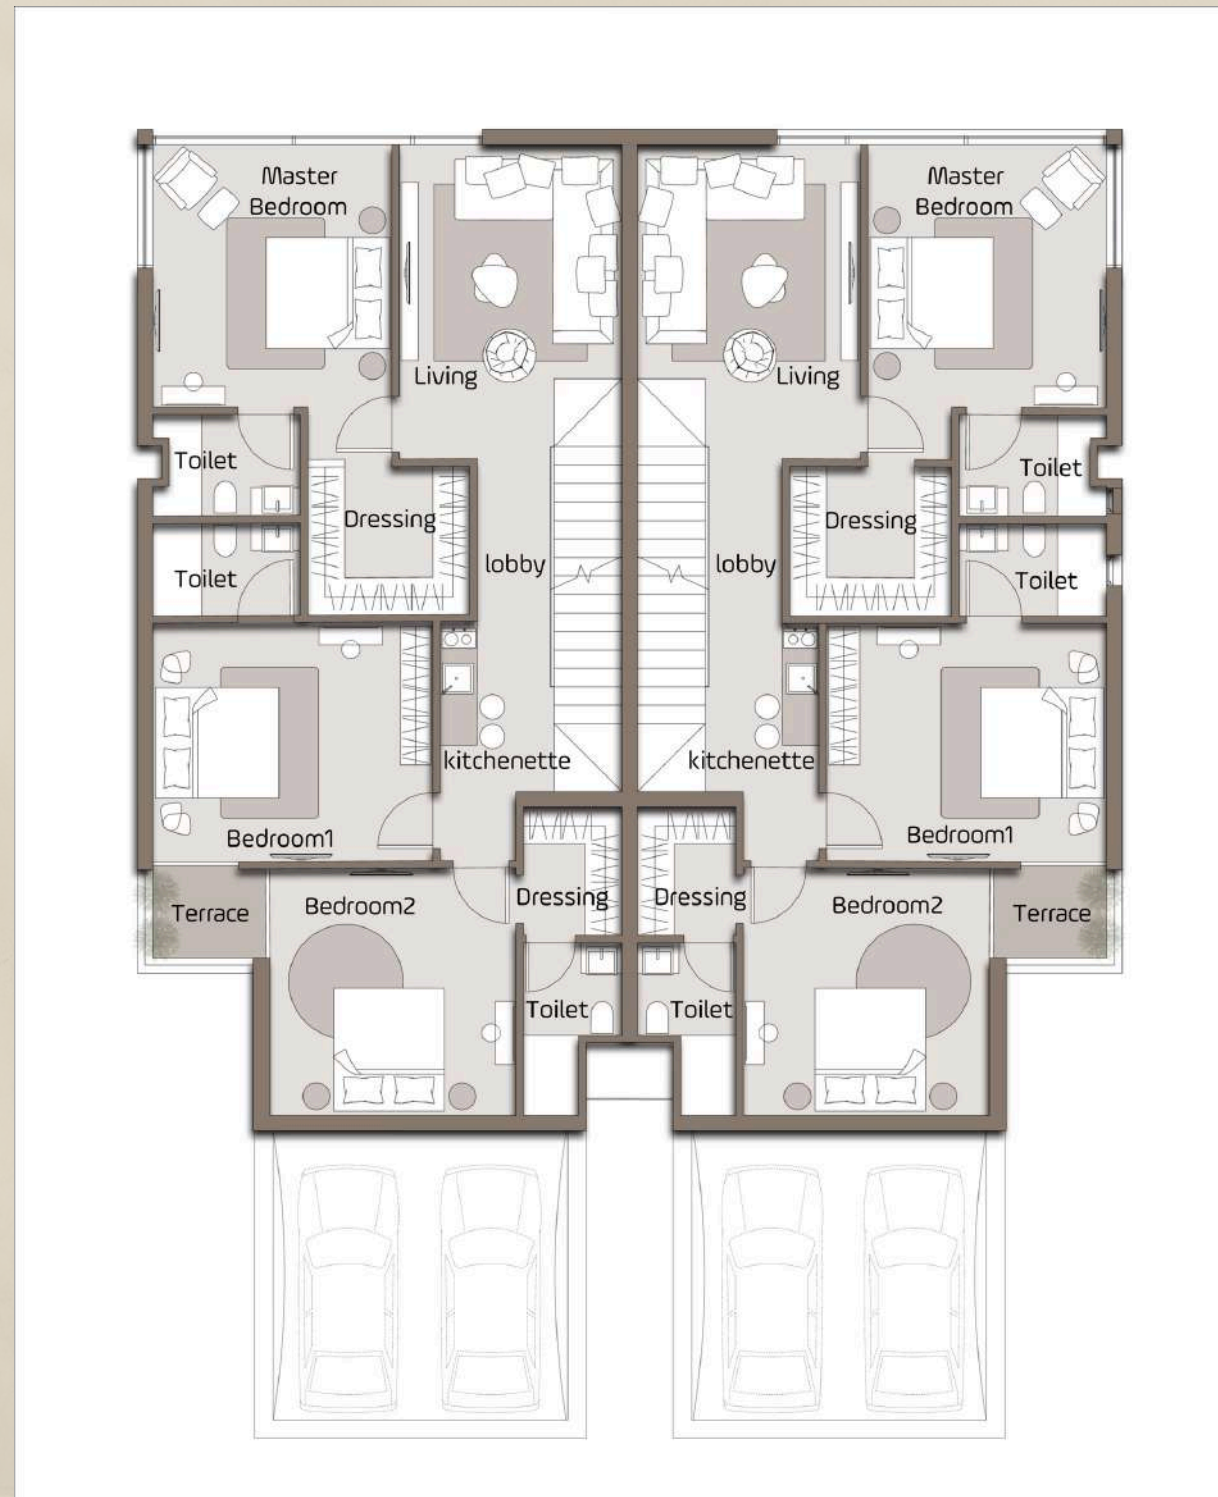 Master
Bedroom
Master
Bedroom
Living
Living
Toilet
Toilet
Dressing
Dressing
lobby
lobby
Toilet
Toilet
kitchenette
kitchenette
Bedroom1
Bedroom1
Dressing
Dressing
Terrace
Bedroom2
Bedroom2
Terrace
Toilet
Toilet